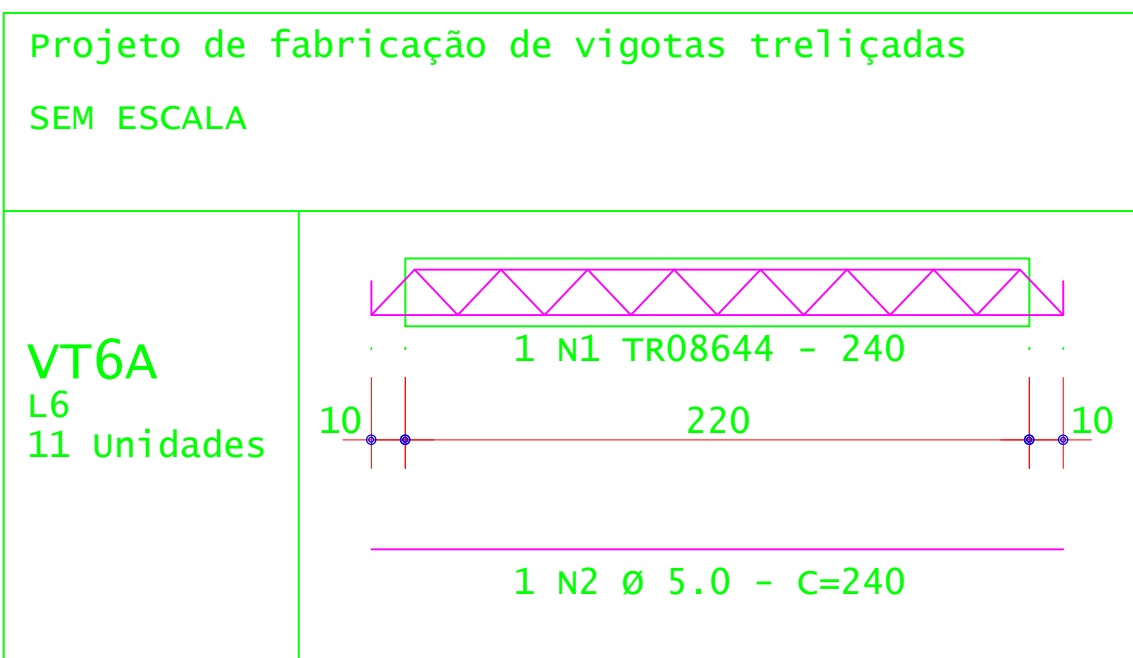 Projeto de fabricação de vigotas treliçadas
SEM ESCALA
VT6A
L6
11 Unidades
1 N1 TR08644 - 240
10 220 10
1 N2 Ø 5.0 - C=240